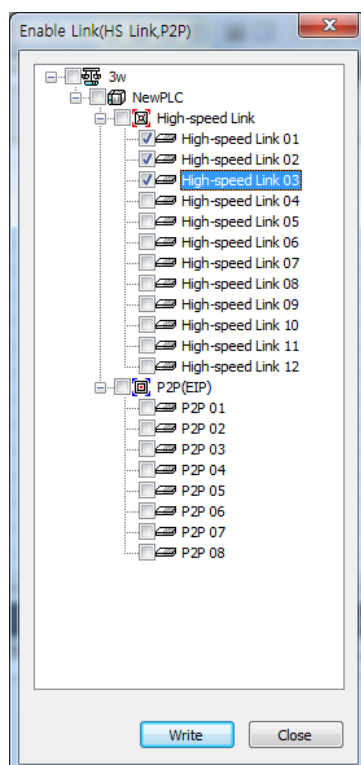 Enable Link(HS Link,P2P)
3w
NewPLC
High-speed Link
High-speed Link 01
High-speed Link 02
High-speed Link 03
High-speed Link 04
High-speed Link 05
High-speed Link 06
High-speed Link 07
High-speed Link 08
High-speed Link 09
High-speed Link 10
High-speed Link 11
High-speed Link 12
P2P(EIP)
P2P 01
P2P 02
P2P 03
P2P 04
P2P 05
P2P 06
P2P 07
P2P 08
Write Close